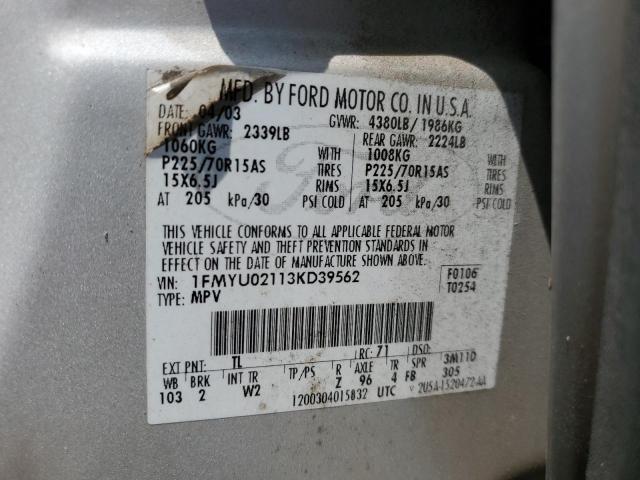 MFD. BY FORD MOTOR CO. IN U.S.A.
DATE: 04/03 GVWR: 4380LB/ 1986KG
FRONT GAWR: 2339LB REAR GAWR: 2224LB
1060KG WITH 1008KG WITH
P225/70R15AS TIRES P225/70R15AS TIRES
15X6.5J RIMS 15X6.5J RIMS
AT 205 kPa/30 PSI COLD AT 205 kPa/30 PSI COLD
Ford
THIS VEHICLE CONFORMS TO ALL APPLICABLE FEDERAL MOTOR
VEHICLE SAFETY AND THEFT PREVENTION STANDARDS IN
EFFECT ON THE DATE OF MANUFACTURE SHOWN ABOVE.
VIN: 1FMYU02113KD39562 F0106
TYPE: MPV T0254
EXT PNT: TL RC: 71 DSO: 3M110
WB BRK INT TR TP/PS R AXLE TR SPR
103 2 W2 Z 96 4 FB 305
1200304015832 UTC V 2U5A-1520472-AA